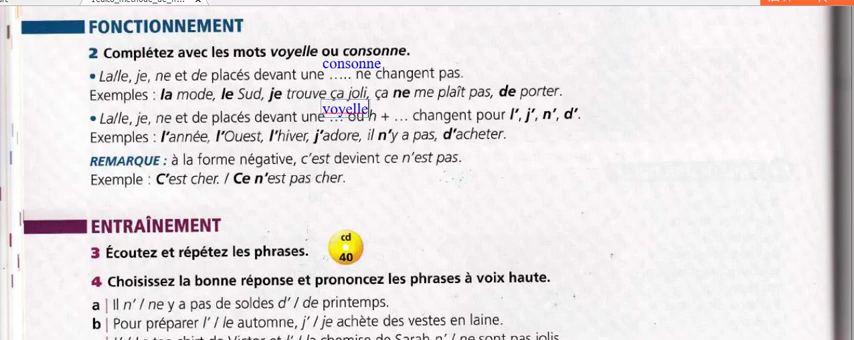 FONCTIONNEMENT
2 Complétez avec les mots voyelle ou consonne.
consonne
• La/le, je, ne et de placés devant une ..... ne changent pas.
Exemples : la mode, le Sud, je trouve ça joli, ça ne me plaît pas, de porter.
voyelle
• La/le, je, ne et de placés devant une ... ou h + ... changent pour l', j', n', d'.
Exemples : l'année, l'Ouest, l'hiver, j'adore, il n'y a pas, d'acheter.
REMARQUE : à la forme négative, c'est devient ce n'est pas.
Exemple : C'est cher. / Ce n'est pas cher.
ENTRAÎNEMENT
3 Écoutez et répétez les phrases.
cd
40
4 Choisissez la bonne réponse et prononcez les phrases à voix haute.
a | Il n' / ne y a pas de soldes d' / de printemps.
b | Pour préparer l' / le automne, j' / je achète des vestes en laine.